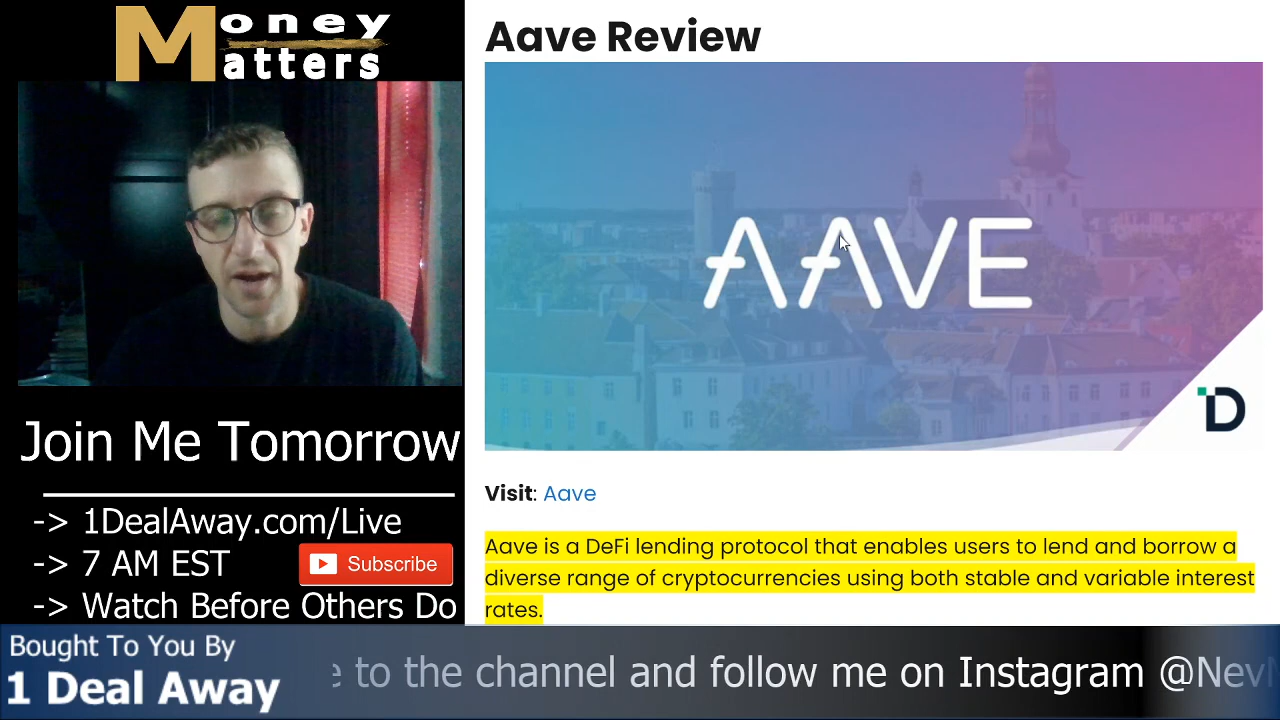 Money
Matters
Join Me Tomorrow
-> 1DealAway.com/Live
-> 7 AM EST
Subscribe
-> Watch Before Others Do
Aave Review
AAVE
D
Visit: Aave
Aave is a DeFi lending protocol that enables users to lend and borrow a
diverse range of cryptocurrencies using both stable and variable interest
rates.
Bought To You By
1 Deal Away
to the channel and follow me on Instagram